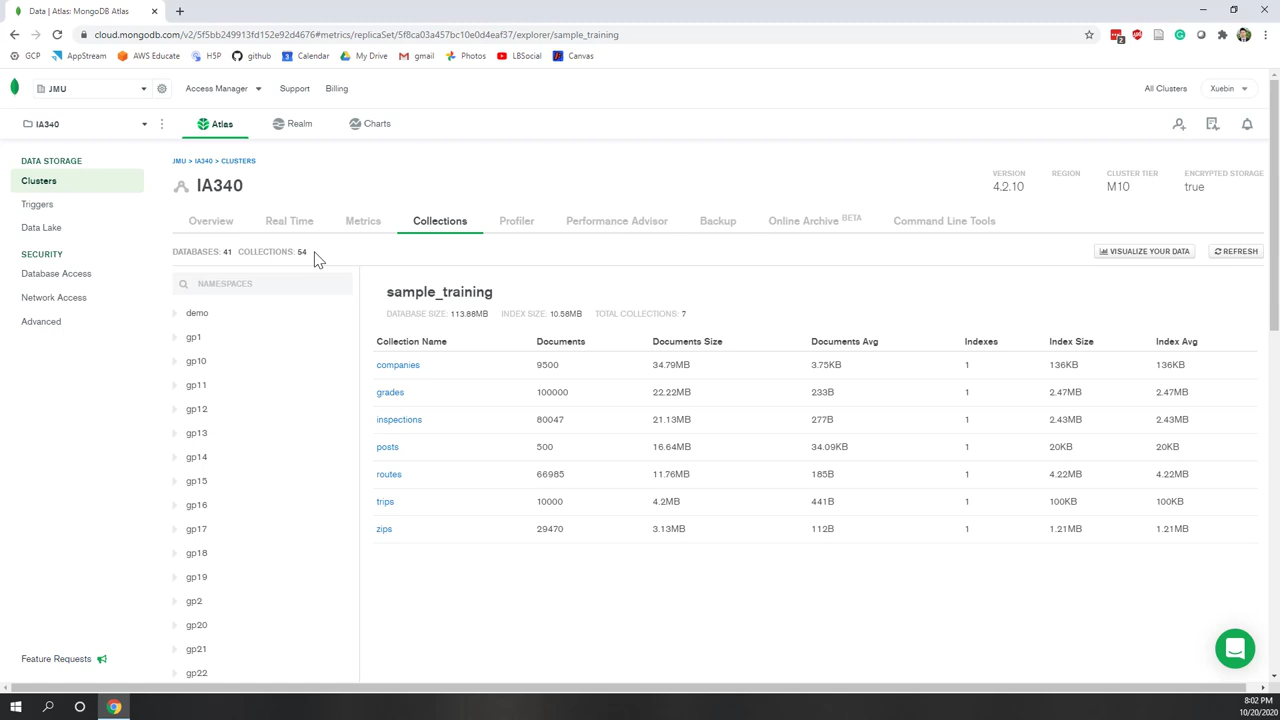 Data | Atlas: MongoDB Atlas
cloud.mongodb.com/v2/5f5bb249913fd152e92d4676#metrics/replicaSet/5f8ca03a457bc10e0d4eaf37/explorer/sample_training
2
GCP AppStream AWS Educate H5P github Calendar My Drive gmail Photos LBSocial Canvas
JMU Access Manager Support Billing All Clusters Xuebin
IA340 Atlas Realm Charts
DATA STORAGE
Clusters
Triggers
Data Lake
SECURITY
Database Access
Network Access
Advanced
Feature Requests
JMU > IA340 > CLUSTERS
IA340
VERSION REGION CLUSTER TIER ENCRYPTED STORAGE
4.2.10 M10 true
Overview Real Time Metrics Collections Profiler Performance Advisor Backup Online Archive BETA Command Line Tools
DATABASES: 41 COLLECTIONS: 54 VISUALIZE YOUR DATA REFRESH
NAMESPACES
demo
gp1
gp10
gp11
gp12
gp13
gp14
gp15
gp16
gp17
gp18
gp19
gp2
gp20
gp21
gp22
sample_training
DATABASE SIZE: 113.88MB INDEX SIZE: 10.58MB TOTAL COLLECTIONS: 7
Collection Name Documents Documents Size Documents Avg Indexes Index Size Index Avg
companies 9500 34.79MB 3.75KB 1 136KB 136KB
grades 100000 22.22MB 233B 1 2.47MB 2.47MB
inspections 80047 21.13MB 277B 1 2.43MB 2.43MB
posts 500 16.64MB 34.09KB 1 20KB 20KB
routes 66985 11.76MB 185B 1 4.22MB 4.22MB
trips 10000 4.2MB 441B 1 100KB 100KB
zips 29470 3.13MB 112B 1 1.21MB 1.21MB
8:02 PM
10/20/2020